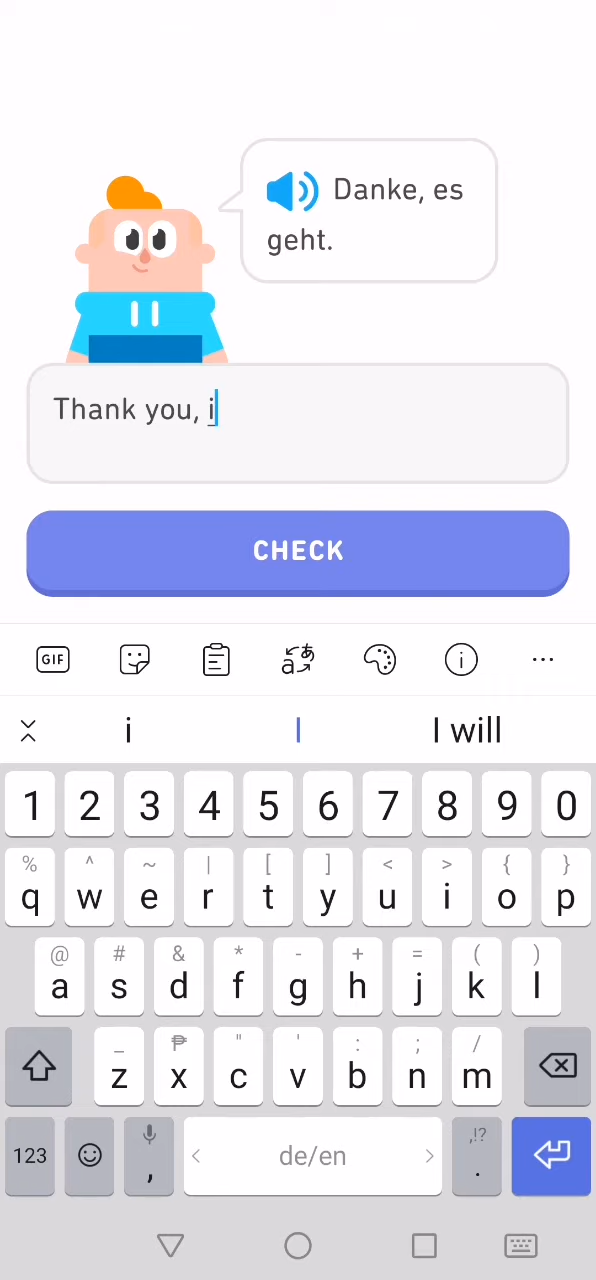 Danke, es
geht.
Thank you, i
CHECK
GIF
i I I will
1 2 3 4 5 6 7 8 9 0
% ^ ~ | [ ] < > { }
q w e r t y u i o p
@ # & * - + = ( )
a s d f g h j k l
_ ₱ " ' : ; /
z x c v b n m
123 , < de/en > ,!? .